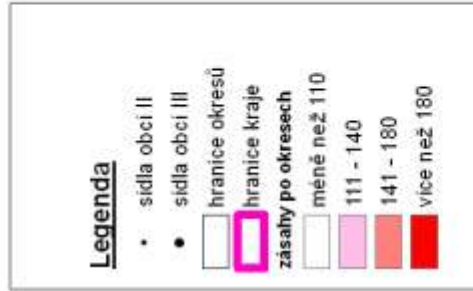 Legenda
sídla obcí II
sídla obcí III
hranice okresů
hranice kraje
zásahy po okresech
méně než 110
111 - 140
141 - 180
více než 180